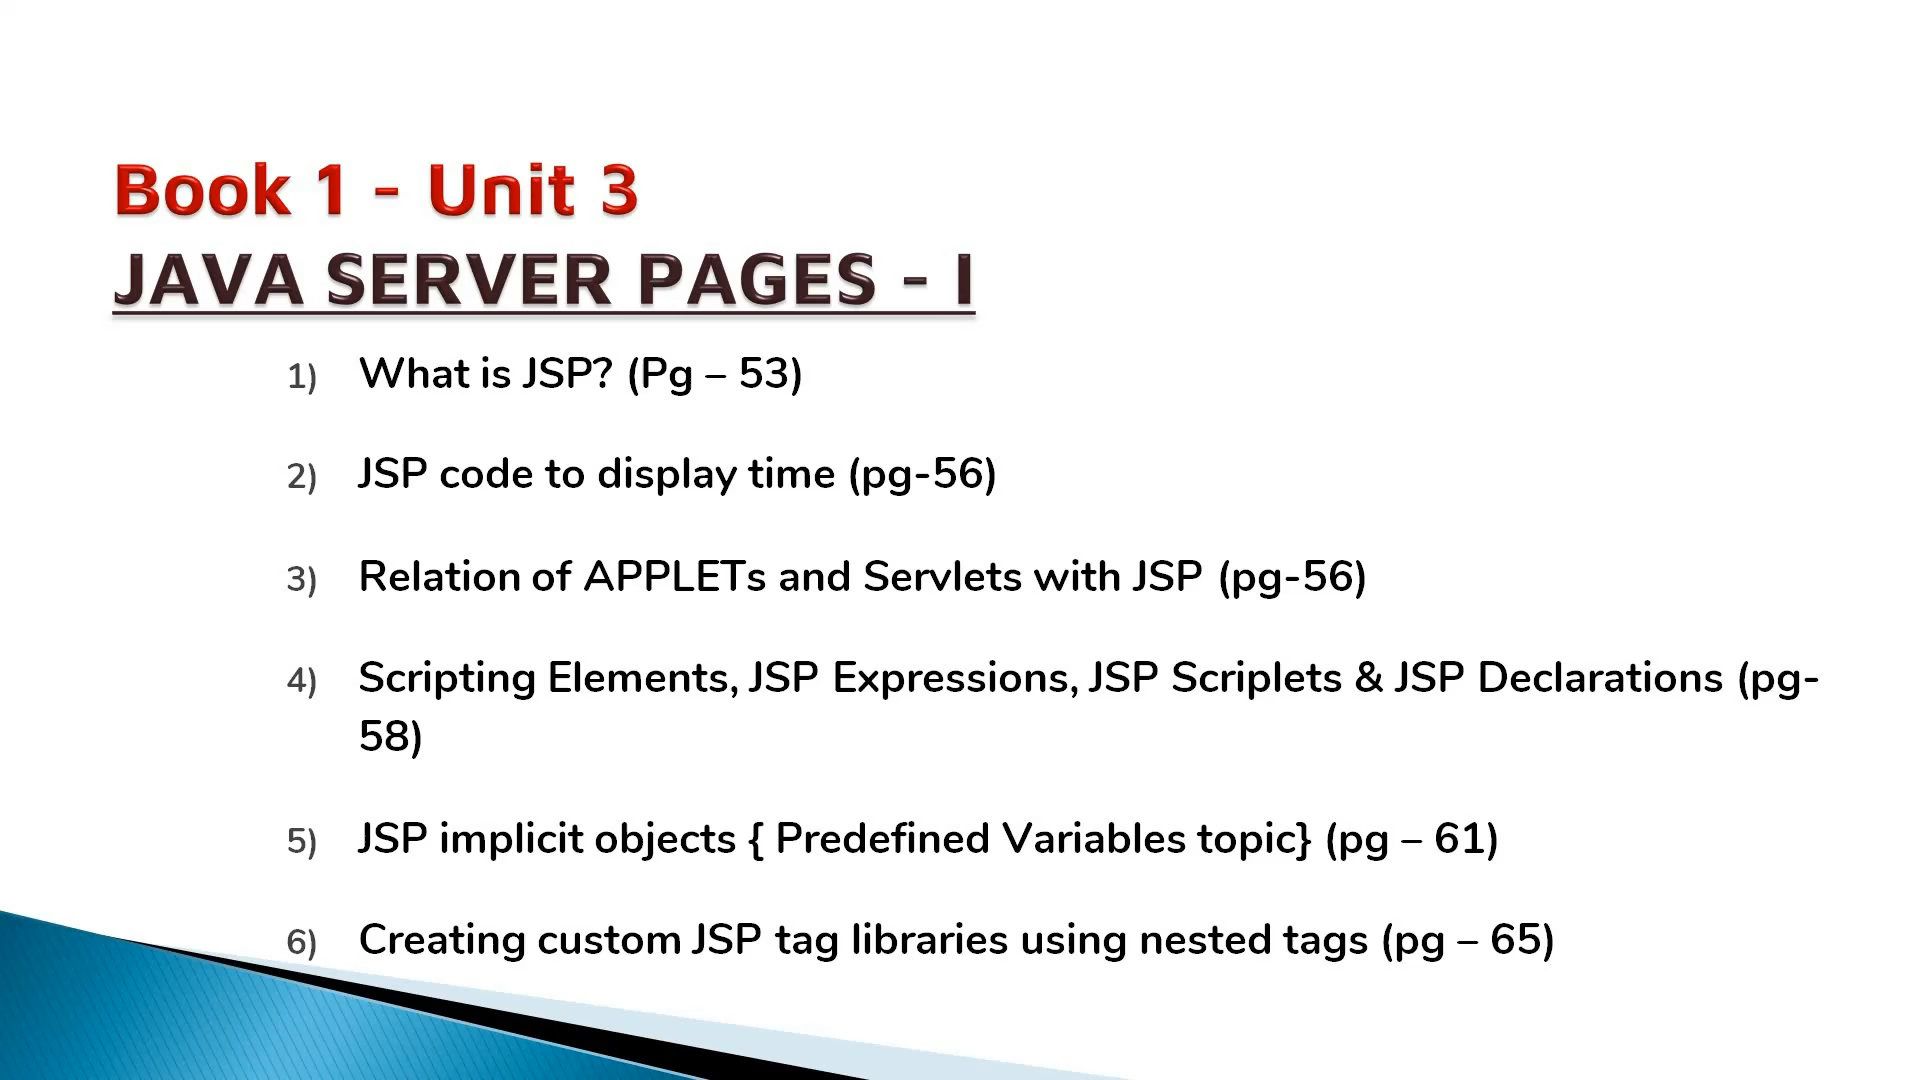 Book 1 - Unit 3
JAVA SERVER PAGES - I
1) What is JSP? (Pg – 53)
2) JSP code to display time (pg-56)
3) Relation of APPLETs and Servlets with JSP (pg-56)
4) Scripting Elements, JSP Expressions, JSP Scriplets & JSP Declarations (pg-
58)
5) JSP implicit objects { Predefined Variables topic} (pg – 61)
6) Creating custom JSP tag libraries using nested tags (pg – 65)